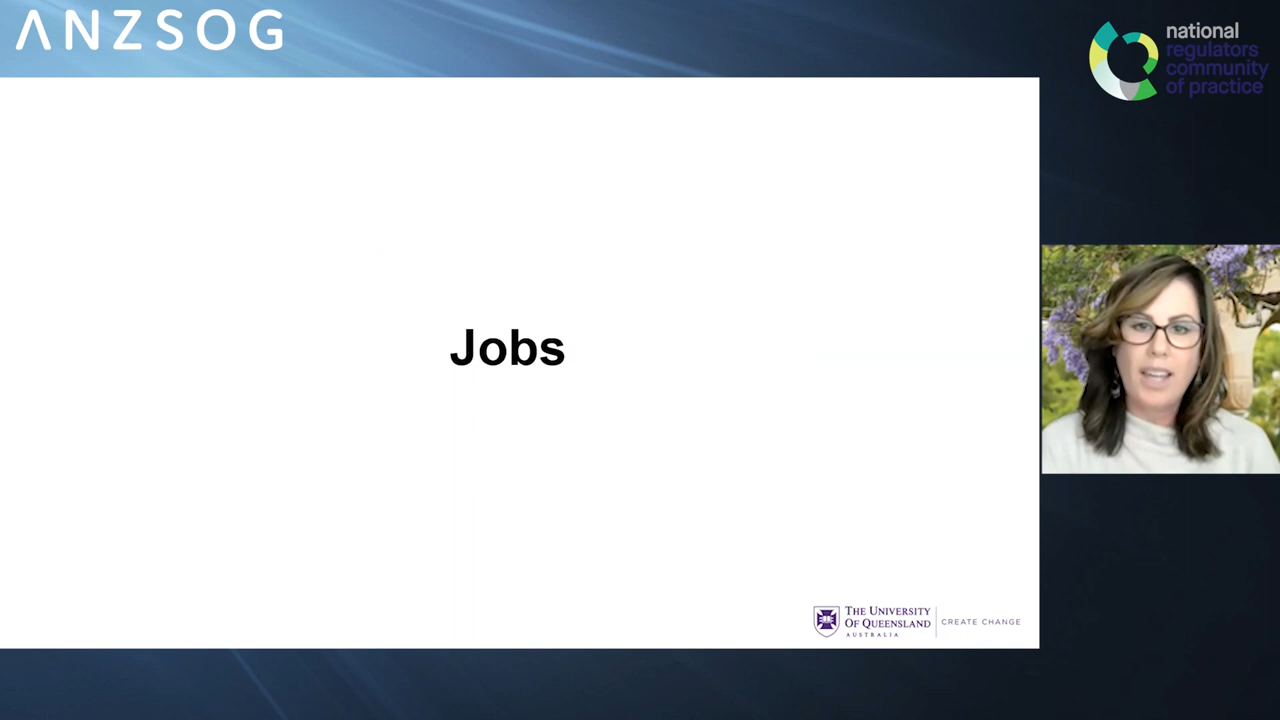 ANZSOG
national
regulators
community
of practice
Jobs
THE UNIVERSITY
OF QUEENSLAND
AUSTRALIA
CREATE CHANGE